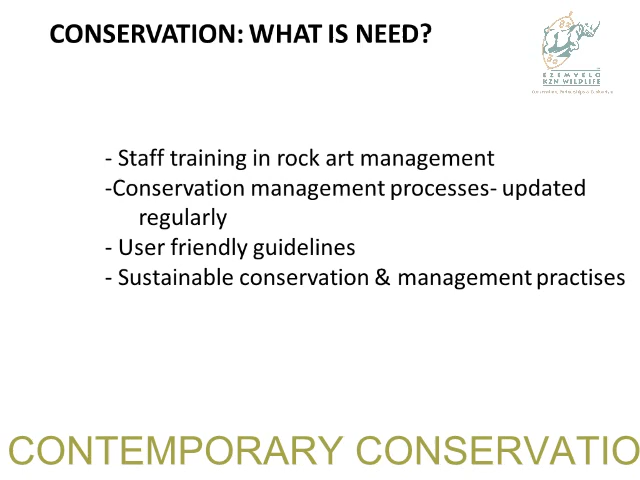 CONSERVATION: WHAT IS NEED?
EZEMVELO
KZN WILDLIFE
- Staff training in rock art management
-Conservation management processes- updated
regularly
- User friendly guidelines
- Sustainable conservation & management practises
CONTEMPORARY CONSERVATIO